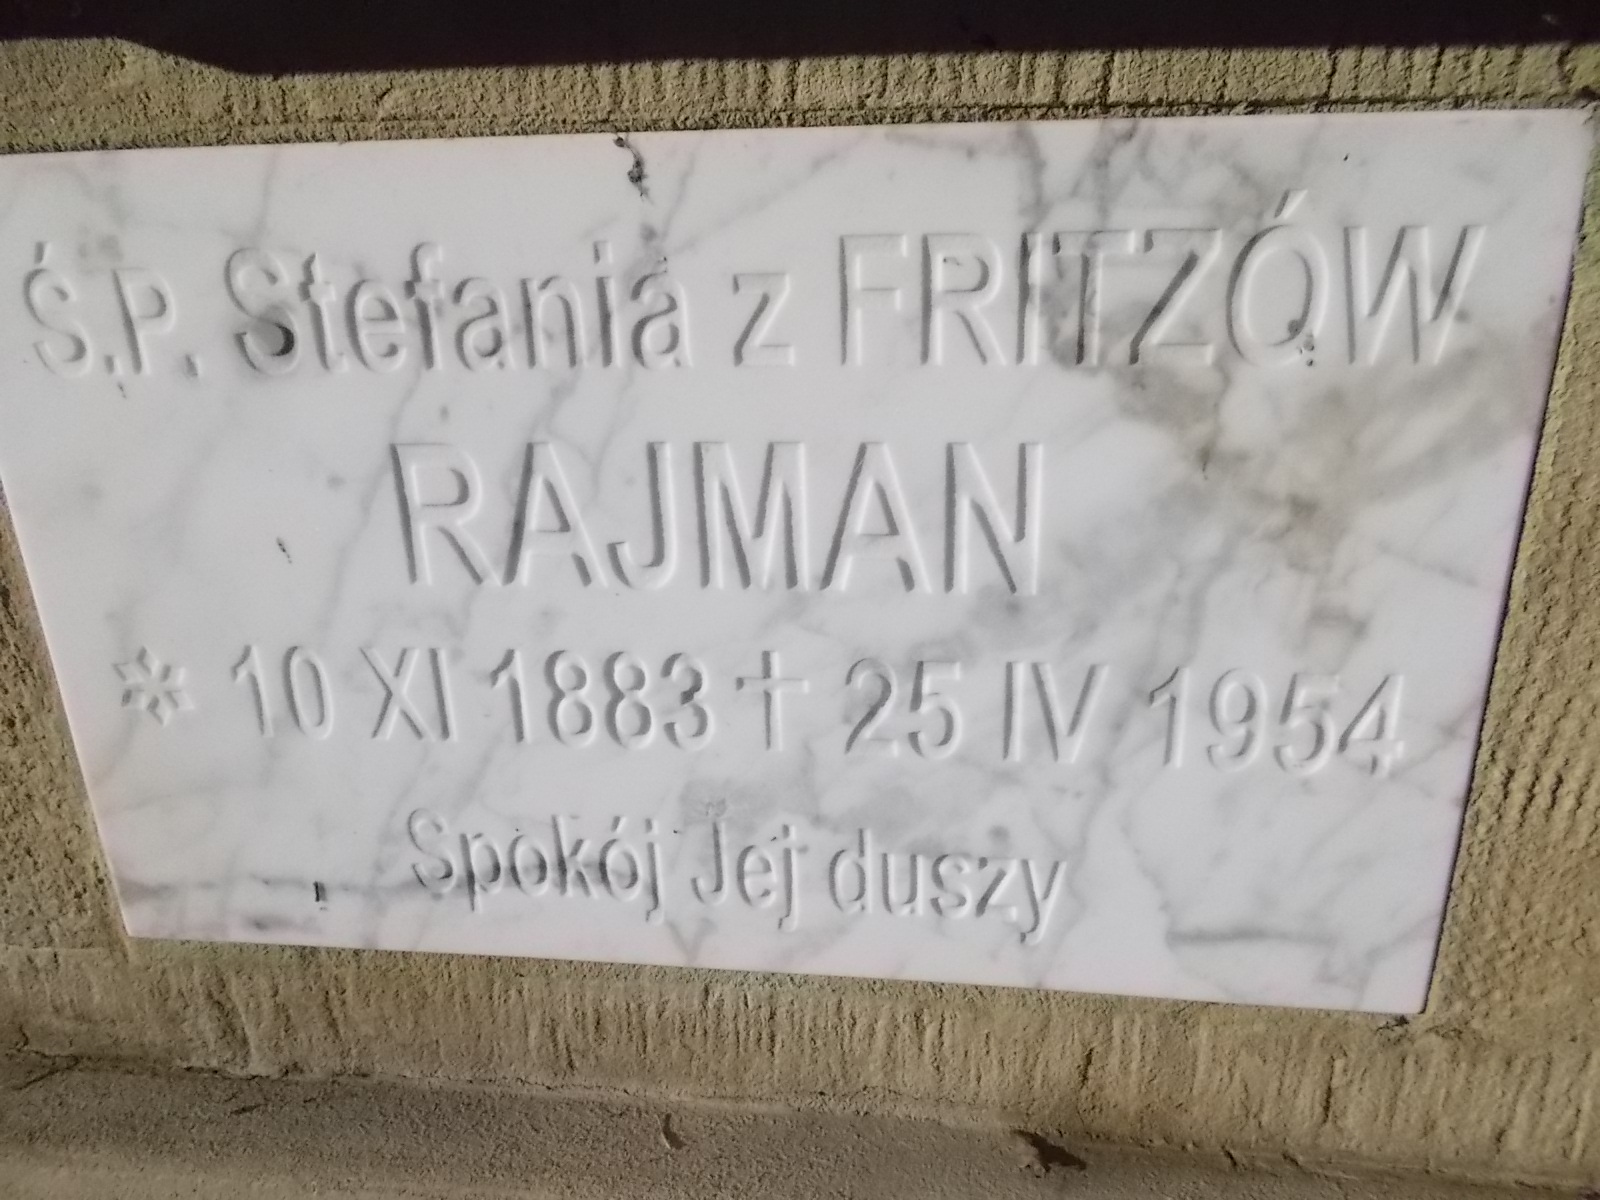 Ś.P. Stefania z FRITZÓW
RAJMAN
* 10 XI 1883 † 25 IV 1954
Spokój Jej duszy